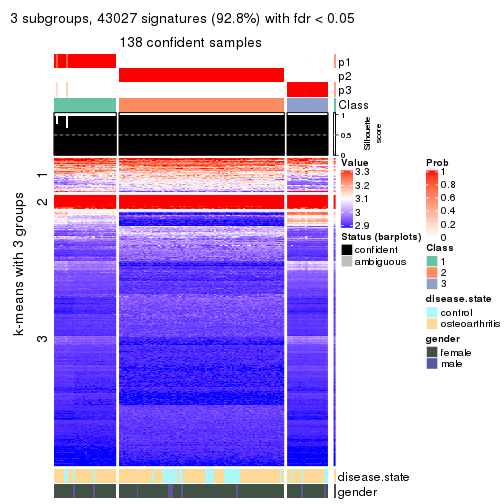 3 subgroups, 43027 signatures (92.8%) with fdr < 0.05
138 confident samples
p1
p2
p3
Class
1
0.5
0
Silhouette
score
k-means with 3 groups
1
2
3
Value
3.3
3.2
3.1
3
2.9
Status (barplots)
confident
ambiguous
Prob
1
0.8
0.6
0.4
0.2
0
Class
1
2
3
disease.state
control
osteoarthritis
gender
female
male
disease.state
gender